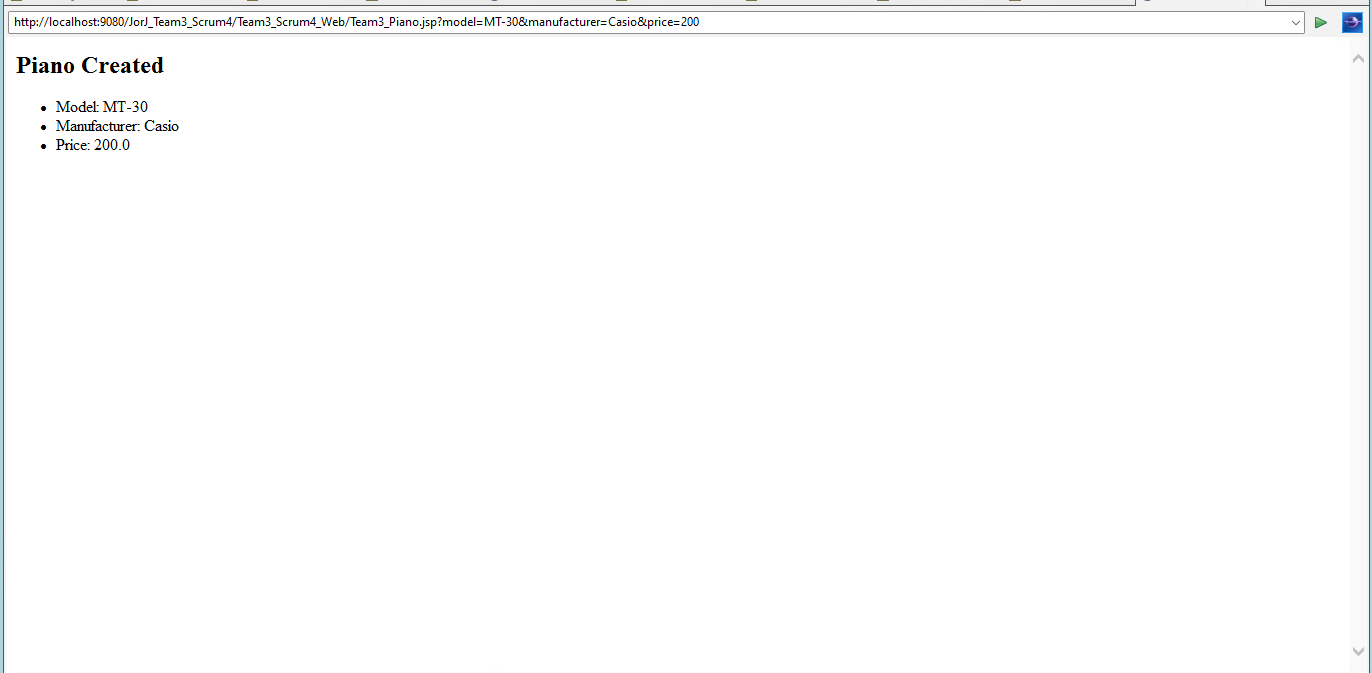 http://localhost:9080/JorJ_Team3_Scrum4/Team3_Scrum4_Web/Team3_Piano.jsp?model=MT-30&manufacturer=Casio&price=200
Piano Created
Model: MT-30
Manufacturer: Casio
Price: 200.0